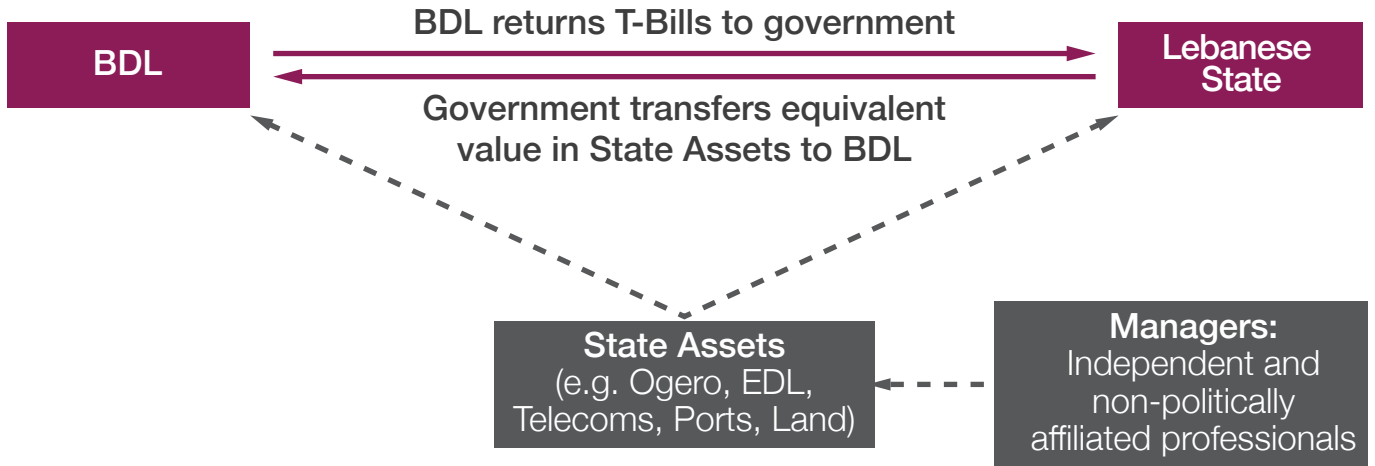 BDL returns T-Bills to government
BDL
Lebanese
State
Government transfers equivalent
value in State Assets to BDL
State Assets
(e.g. Ogero, EDL,
Telecoms, Ports, Land)
Managers:
Independent and
non-politically
affiliated professionals